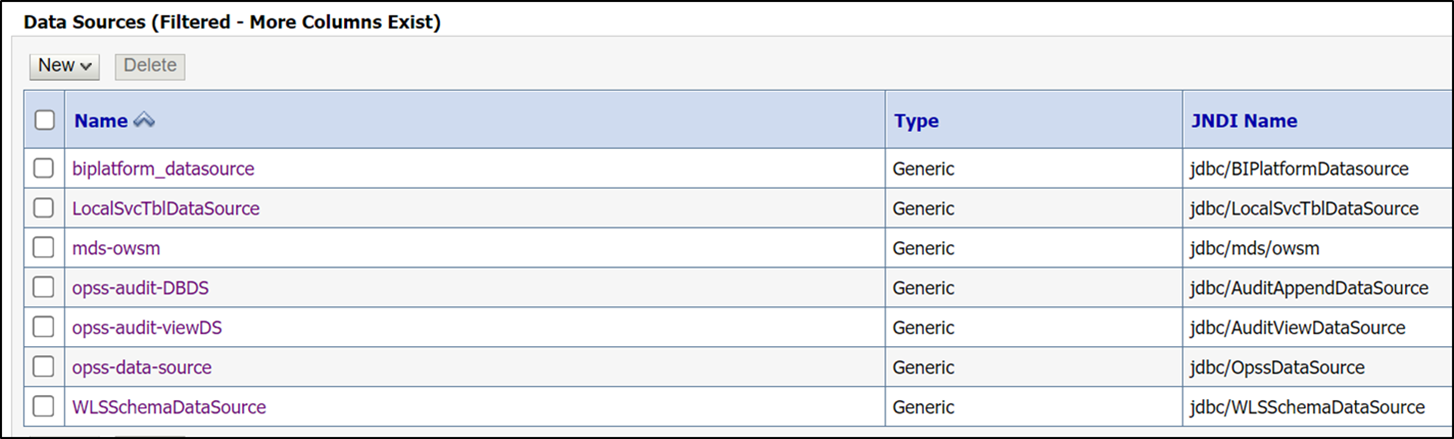 Data Sources (Filtered - More Columns Exist)
New Delete
Name Type JNDI Name
biplatform_datasource Generic jdbc/BIPlatformDatasource
LocalSvcTblDataSource Generic jdbc/LocalSvcTblDataSource
mds-owsm Generic jdbc/mds/owsm
opss-audit-DBDS Generic jdbc/AuditAppendDataSource
opss-audit-viewDS Generic jdbc/AuditViewDataSource
opss-data-source Generic jdbc/OpssDataSource
WLSSchemaDataSource Generic jdbc/WLSSchemaDataSource